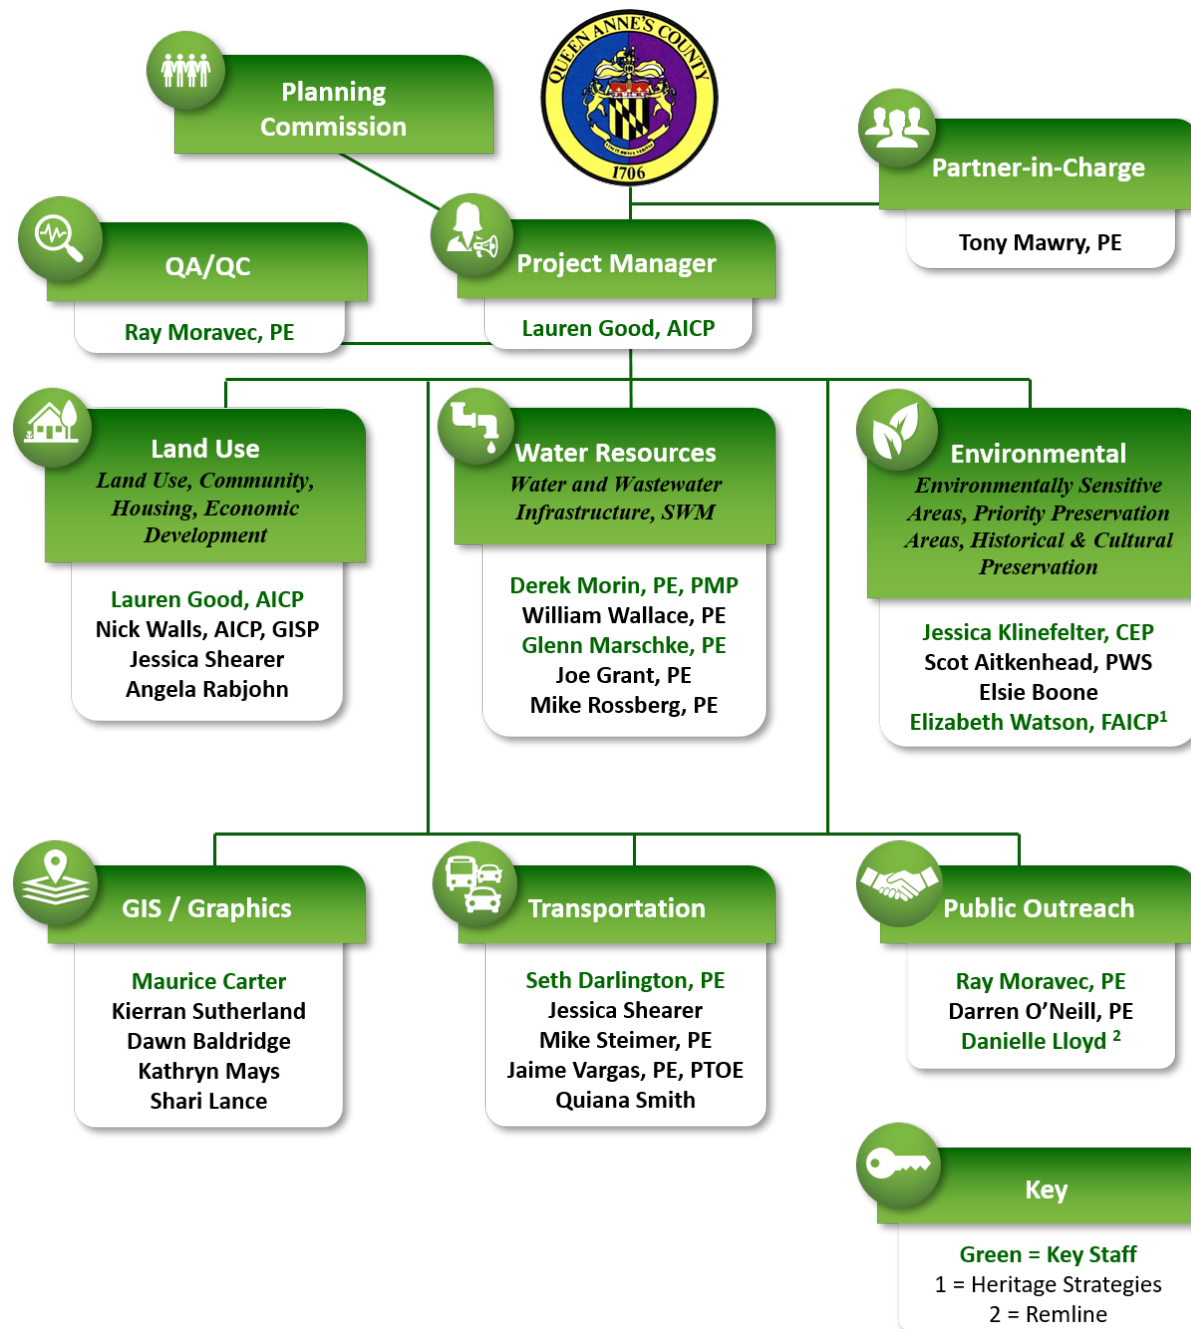 QUEEN ANNE'S COUNTY
1706
Planning
Commission
Partner-in-Charge
Tony Mawry, PE
QA/QC
Ray Moravec, PE
Project Manager
Lauren Good, AICP
Land Use
Land Use, Community,
Housing, Economic
Development
Lauren Good, AICP
Nick Walls, AICP, GISP
Jessica Shearer
Angela Rabjohn
Water Resources
Water and Wastewater
Infrastructure, SWM
Derek Morin, PE, PMP
William Wallace, PE
Glenn Marschke, PE
Joe Grant, PE
Mike Rossberg, PE
Environmental
Environmentally Sensitive
Areas, Priority Preservation
Areas, Historical & Cultural
Preservation
Jessica Klinefelter, CEP
Scot Aitkenhead, PWS
Elsie Boone
Elizabeth Watson, FAICP1
GIS / Graphics
Maurice Carter
Kierran Sutherland
Dawn Baldridge
Kathryn Mays
Shari Lance
Transportation
Seth Darlington, PE
Jessica Shearer
Mike Steimer, PE
Jaime Vargas, PE, PTOE
Quiana Smith
Public Outreach
Ray Moravec, PE
Darren O’Neill, PE
Danielle Lloyd 2
Key
Green = Key Staff
1 = Heritage Strategies
2 = Remline